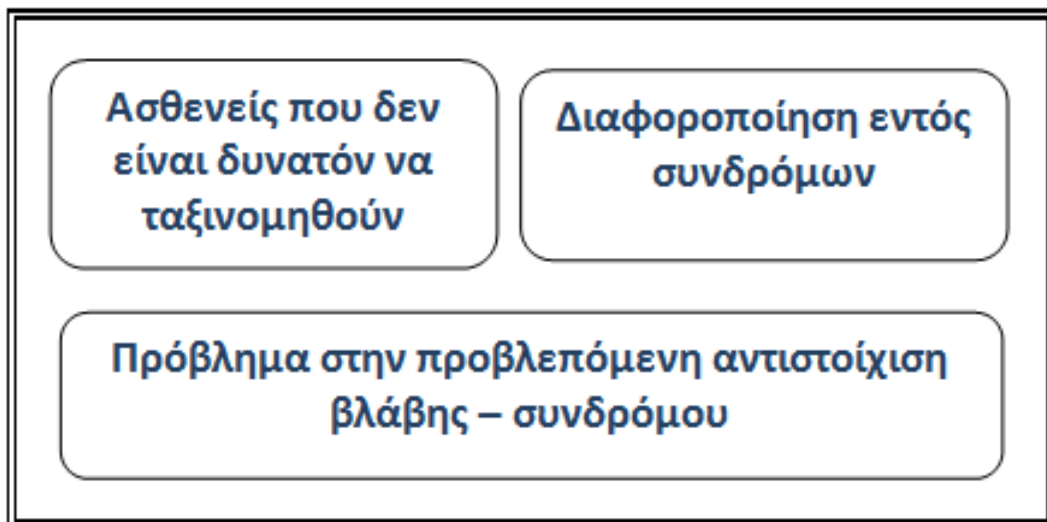 Ασθενείς που δεν
είναι δυνατόν να
ταξινομηθούν
Διαφοροποίηση εντός
συνδρόμων
Πρόβλημα στην προβλεπόμενη αντιστοίχιση
βλάβης – συνδρόμου